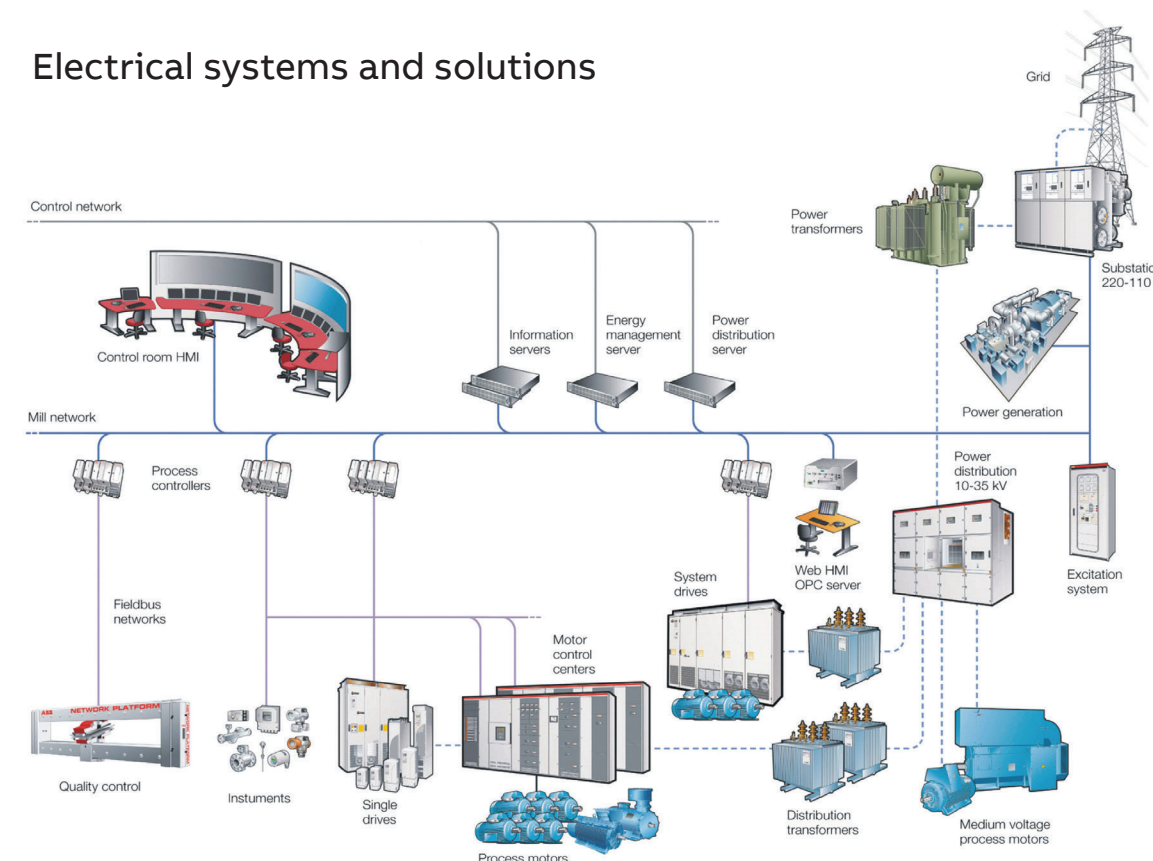 Electrical systems and solutions
Grid
Control network
Power
transformers
Substatic
220-110
Information
servers
Energy
management
server
Power
distribution
server
Control room HMI
Power generation
Mill network
Process
controllers
Power
distribution
10-35 kV
Web HMI
OPC server
Excitation
system
System
drives
Fieldbus
networks
Motor
control
centers
ABB NETWORK PLATFORM
Quality control
Instuments
Single
drives
Distribution
transformers
Medium voltage
process motors
Process motors